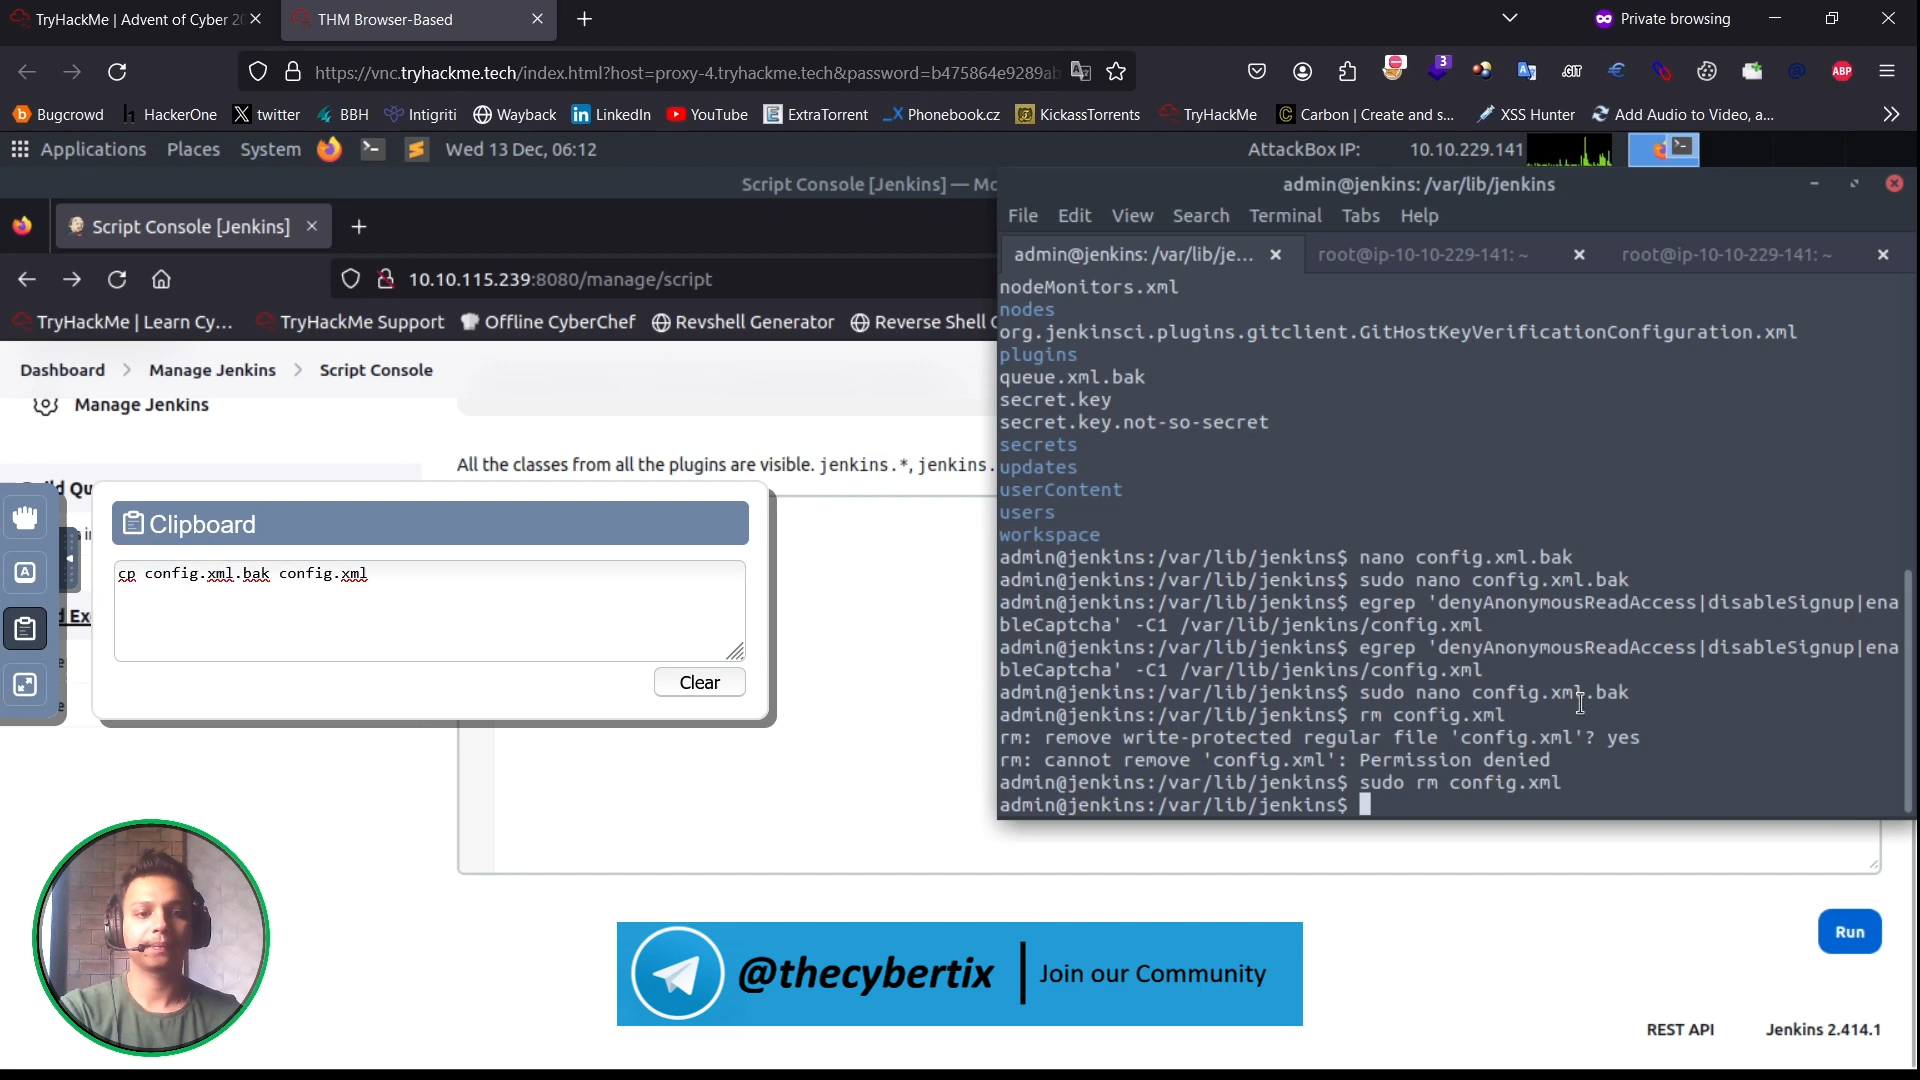 TryHackMe | Advent of Cyber 20
THM Browser-Based
Private browsing
https://vnc.tryhackme.tech/index.html?host=proxy-4.tryhackme.tech&password=b475864e9289ab
3
.GIT
ABP
Bugcrowd
HackerOne
twitter
BBH
Intigriti
Wayback
LinkedIn
YouTube
ExtraTorrent
Phonebook.cz
KickassTorrents
TryHackMe
Carbon | Create and s...
XSS Hunter
Add Audio to Video, a...
Applications Places System
Wed 13 Dec, 06:12
AttackBox IP: 10.10.229.141
Script Console [Jenkins] — Mo
Script Console [Jenkins]
10.10.115.239:8080/manage/script
TryHackMe | Learn Cy...
TryHackMe Support
Offline CyberChef
Revshell Generator
Reverse Shell
Dashboard > Manage Jenkins > Script Console
Manage Jenkins
All the classes from all the plugins are visible. jenkins.*, jenkins.
Clipboard
cp config.xml.bak config.xml
Clear
admin@jenkins: /var/lib/jenkins
File Edit View Search Terminal Tabs Help
admin@jenkins: /var/lib/je...
root@ip-10-10-229-141: ~
root@ip-10-10-229-141: ~
nodeMonitors.xml
nodes
org.jenkinsci.plugins.gitclient.GitHostKeyVerificationConfiguration.xml
plugins
queue.xml.bak
secret.key
secret.key.not-so-secret
secrets
updates
userContent
users
workspace
admin@jenkins:/var/lib/jenkins$ nano config.xml.bak
admin@jenkins:/var/lib/jenkins$ sudo nano config.xml.bak
admin@jenkins:/var/lib/jenkins$ egrep 'denyAnonymousReadAccess|disableSignup|ena
bleCaptcha' -C1 /var/lib/jenkins/config.xml
admin@jenkins:/var/lib/jenkins$ egrep 'denyAnonymousReadAccess|disableSignup|ena
bleCaptcha' -C1 /var/lib/jenkins/config.xml
admin@jenkins:/var/lib/jenkins$ sudo nano config.xml.bak
admin@jenkins:/var/lib/jenkins$ rm config.xml
rm: remove write-protected regular file 'config.xml'? yes
rm: cannot remove 'config.xml': Permission denied
admin@jenkins:/var/lib/jenkins$ sudo rm config.xml
admin@jenkins:/var/lib/jenkins$
Run
@thecybertix | Join our Community
REST API
Jenkins 2.414.1